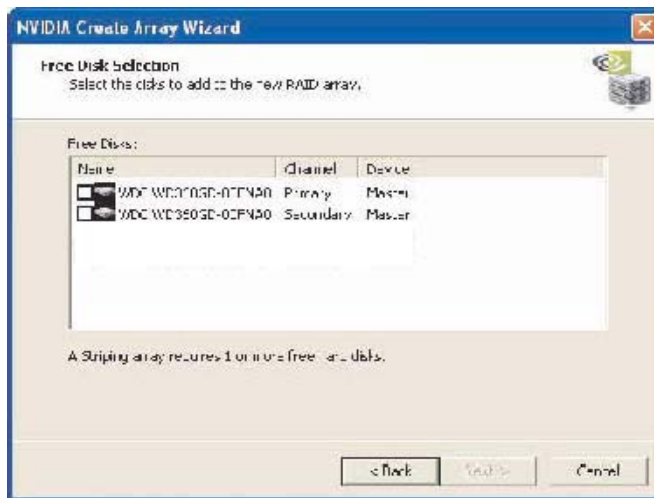 NVIDIA Create Array Wizard
Free Disk Selection
Select the disks to add to the new RAID array.
Free Disks:
Name Channel Device
WDC Primary Master
WDC Secondary Master
A Striping array requires 1 or more free hard disks.
< Back Next > Cancel